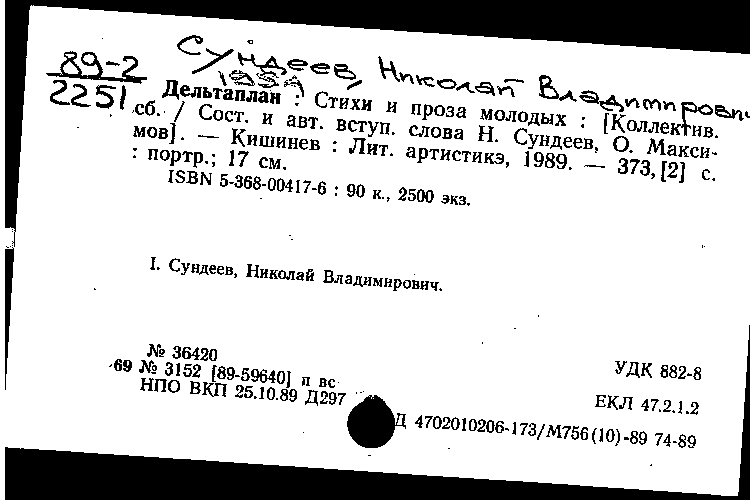 89-2
2251
Сундеев, Николай Владимирович
Дельтаплан : Стихи и проза молодых : [Коллектив.
сб. / Сост. и авт. вступ. слова Н. Сундеев, О. Макси-
мов]. — Кишинев : Лит. артистикэ, 1989. — 373,[2] с.
: портр.; 17 см.
ISBN 5-368-00417-6 : 90 к., 2500 экз.
I. Сундеев, Николай Владимирович.
№ 36420
69 № 3152 [89-59640] п вс
НПО ВКП 25.10.89 Д297
УДК 882-8
ЕКЛ 47.2.1.2
Д 4702010206-173/М756(10)-89 74-89